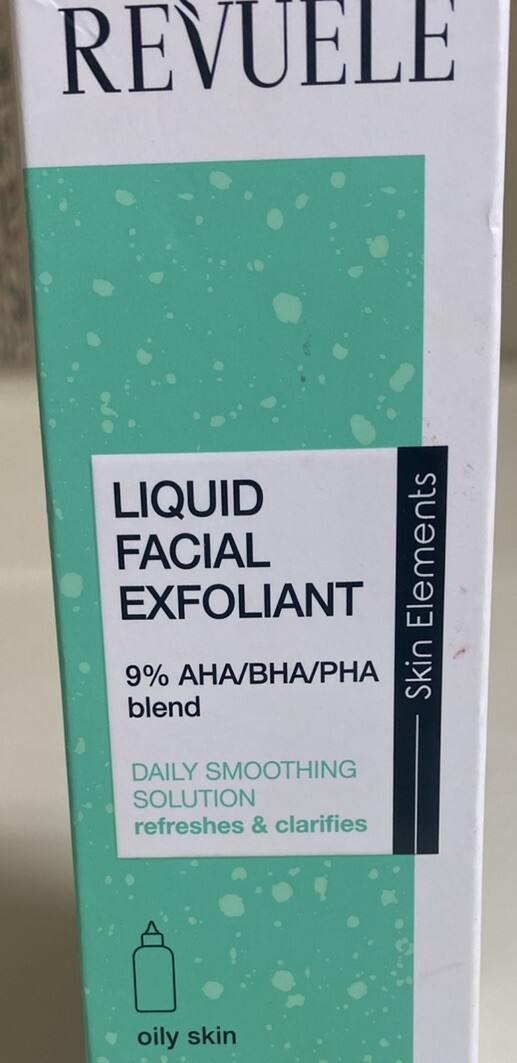 REVUELE
LIQUID
FACIAL
EXFOLIANT
9% AHA/BHA/PHA
blend
DAILY SMOOTHING
SOLUTION
refreshes & clarifies
Skin Elements
oily skin